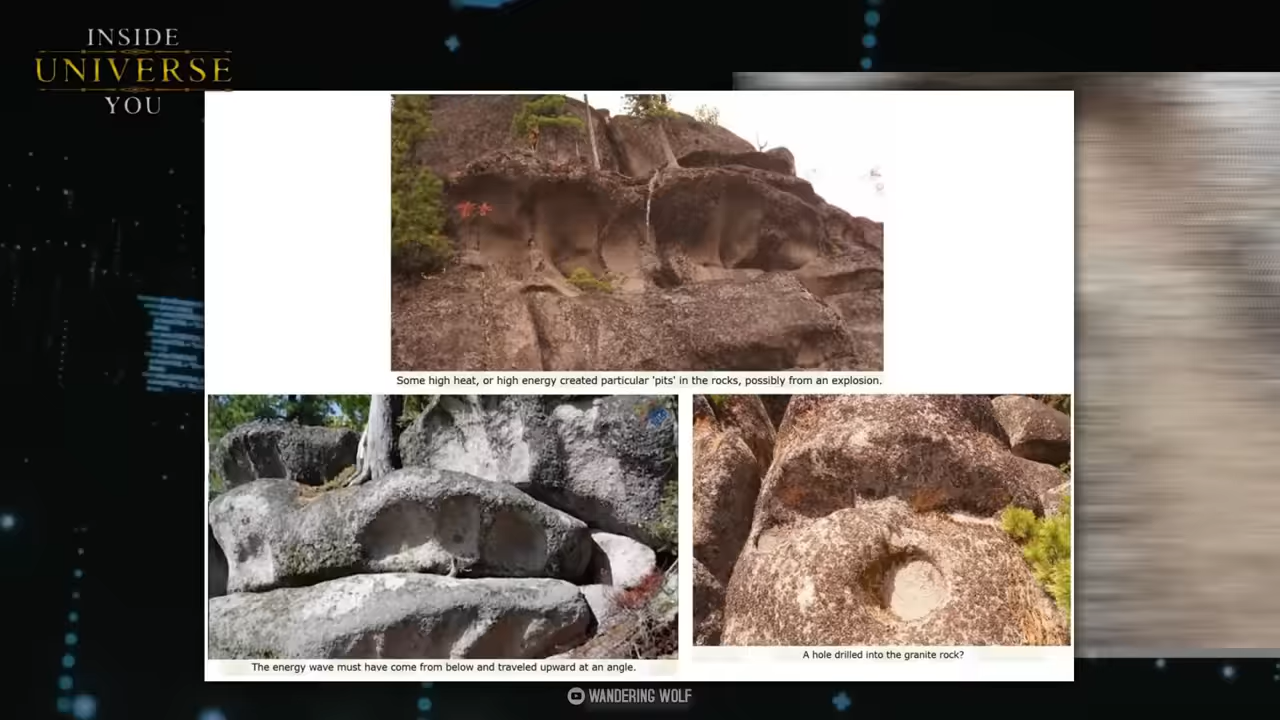 INSIDE
UNIVERSE
YOU
Some high heat, or high energy created particular 'pits' in the rocks, possibly from an explosion.
The energy wave must have come from below and traveled upward at an angle.
A hole drilled into the granite rock?
WANDERING WOLF